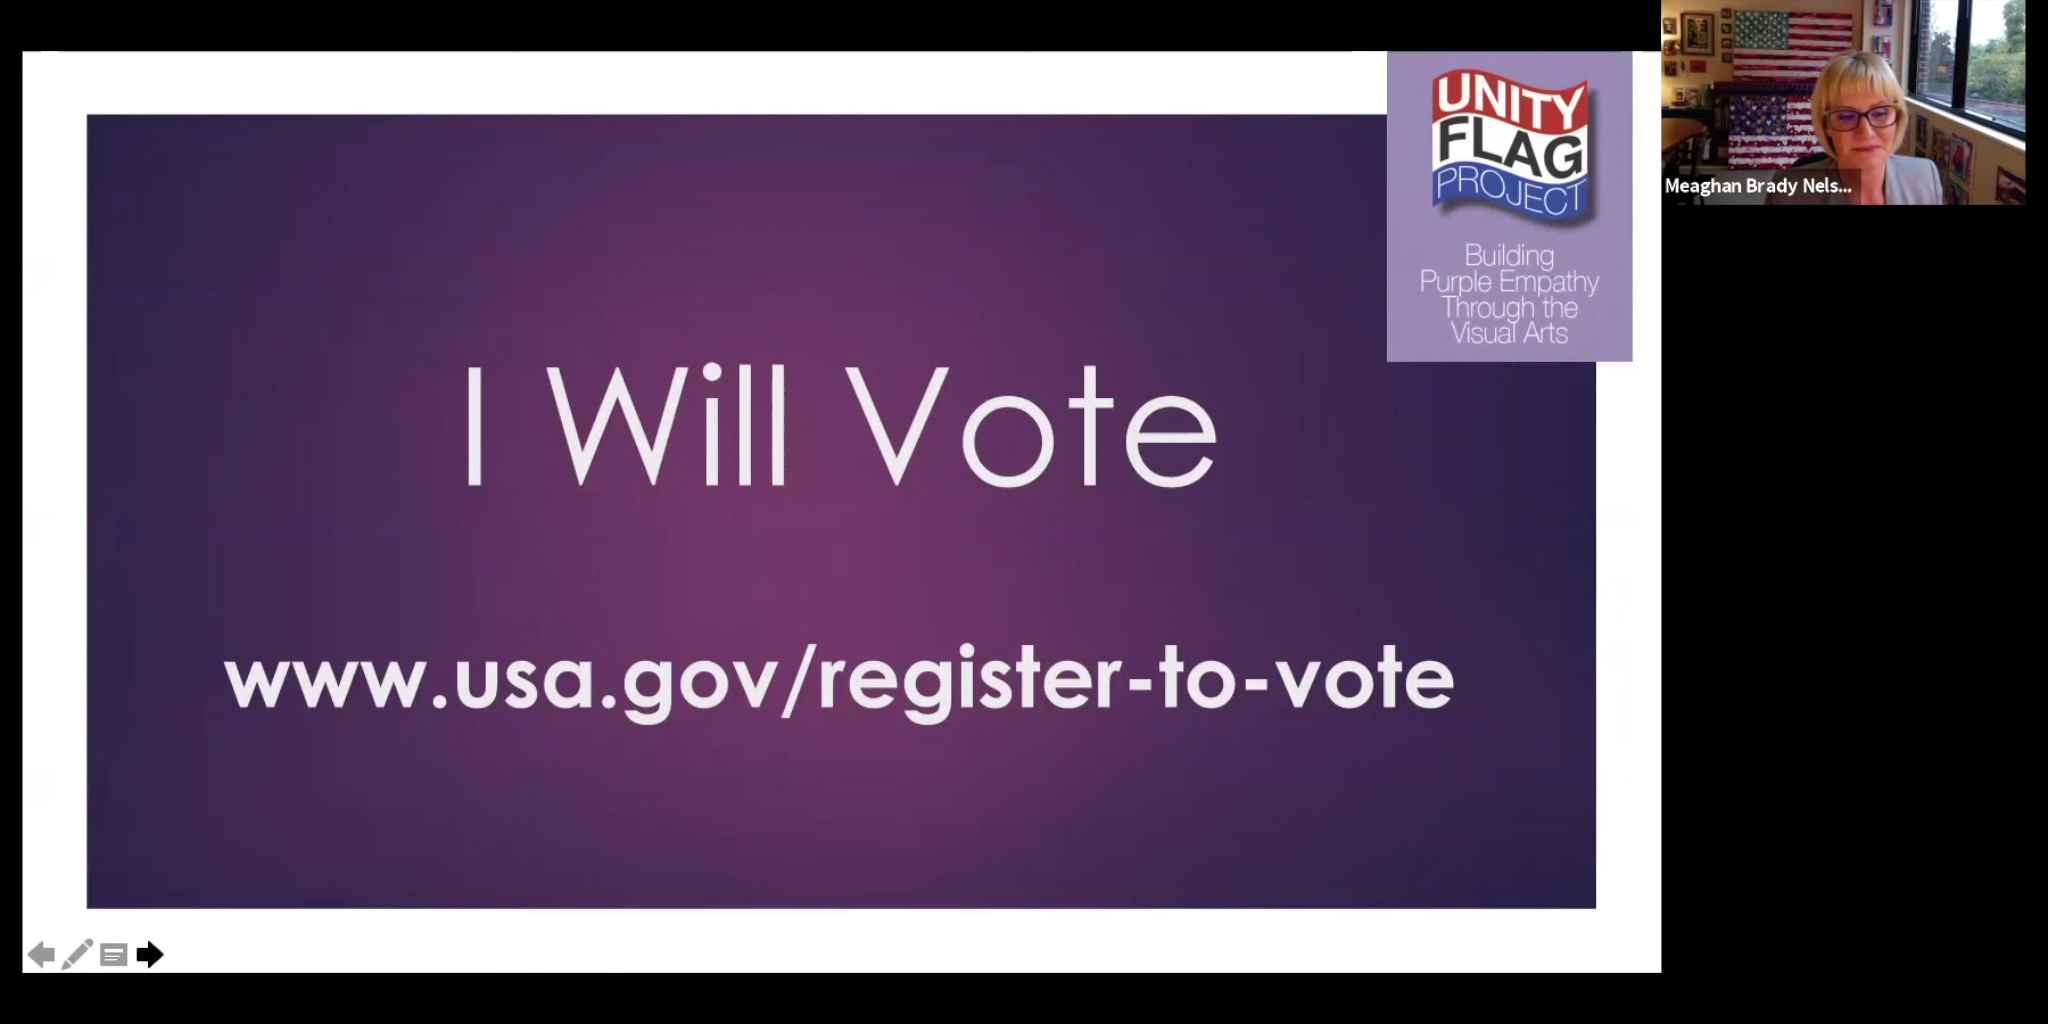 UNITY
FLAG
PROJECT
Building
Purple Empathy
Through the
Visual Arts
Meaghan Brady Nels...
I Will Vote
www.usa.gov/register-to-vote